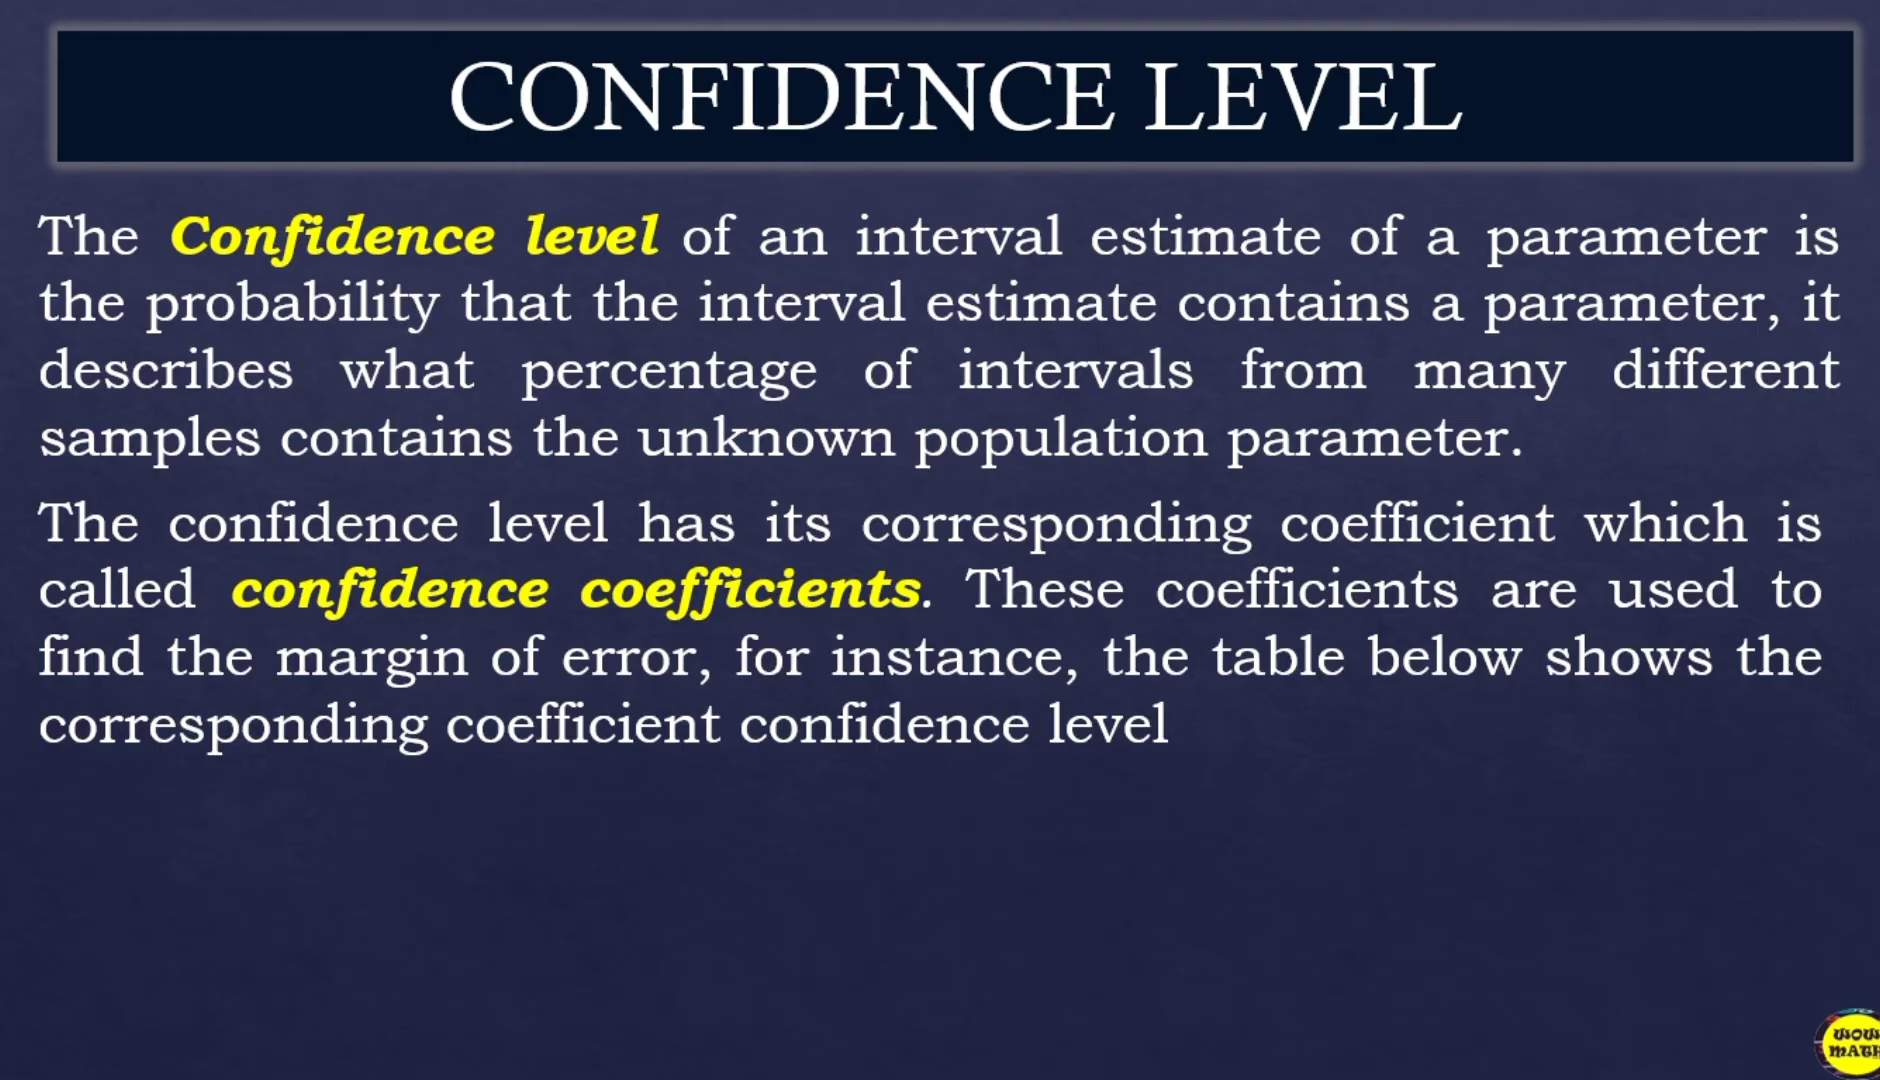 CONFIDENCE LEVEL
The Confidence level of an interval estimate of a parameter is
the probability that the interval estimate contains a parameter, it
describes what percentage of intervals from many different
samples contains the unknown population parameter.
The confidence level has its corresponding coefficient which is
called confidence coefficients. These coefficients are used to
find the margin of error, for instance, the table below shows the
corresponding coefficient confidence level
WOW
MATH